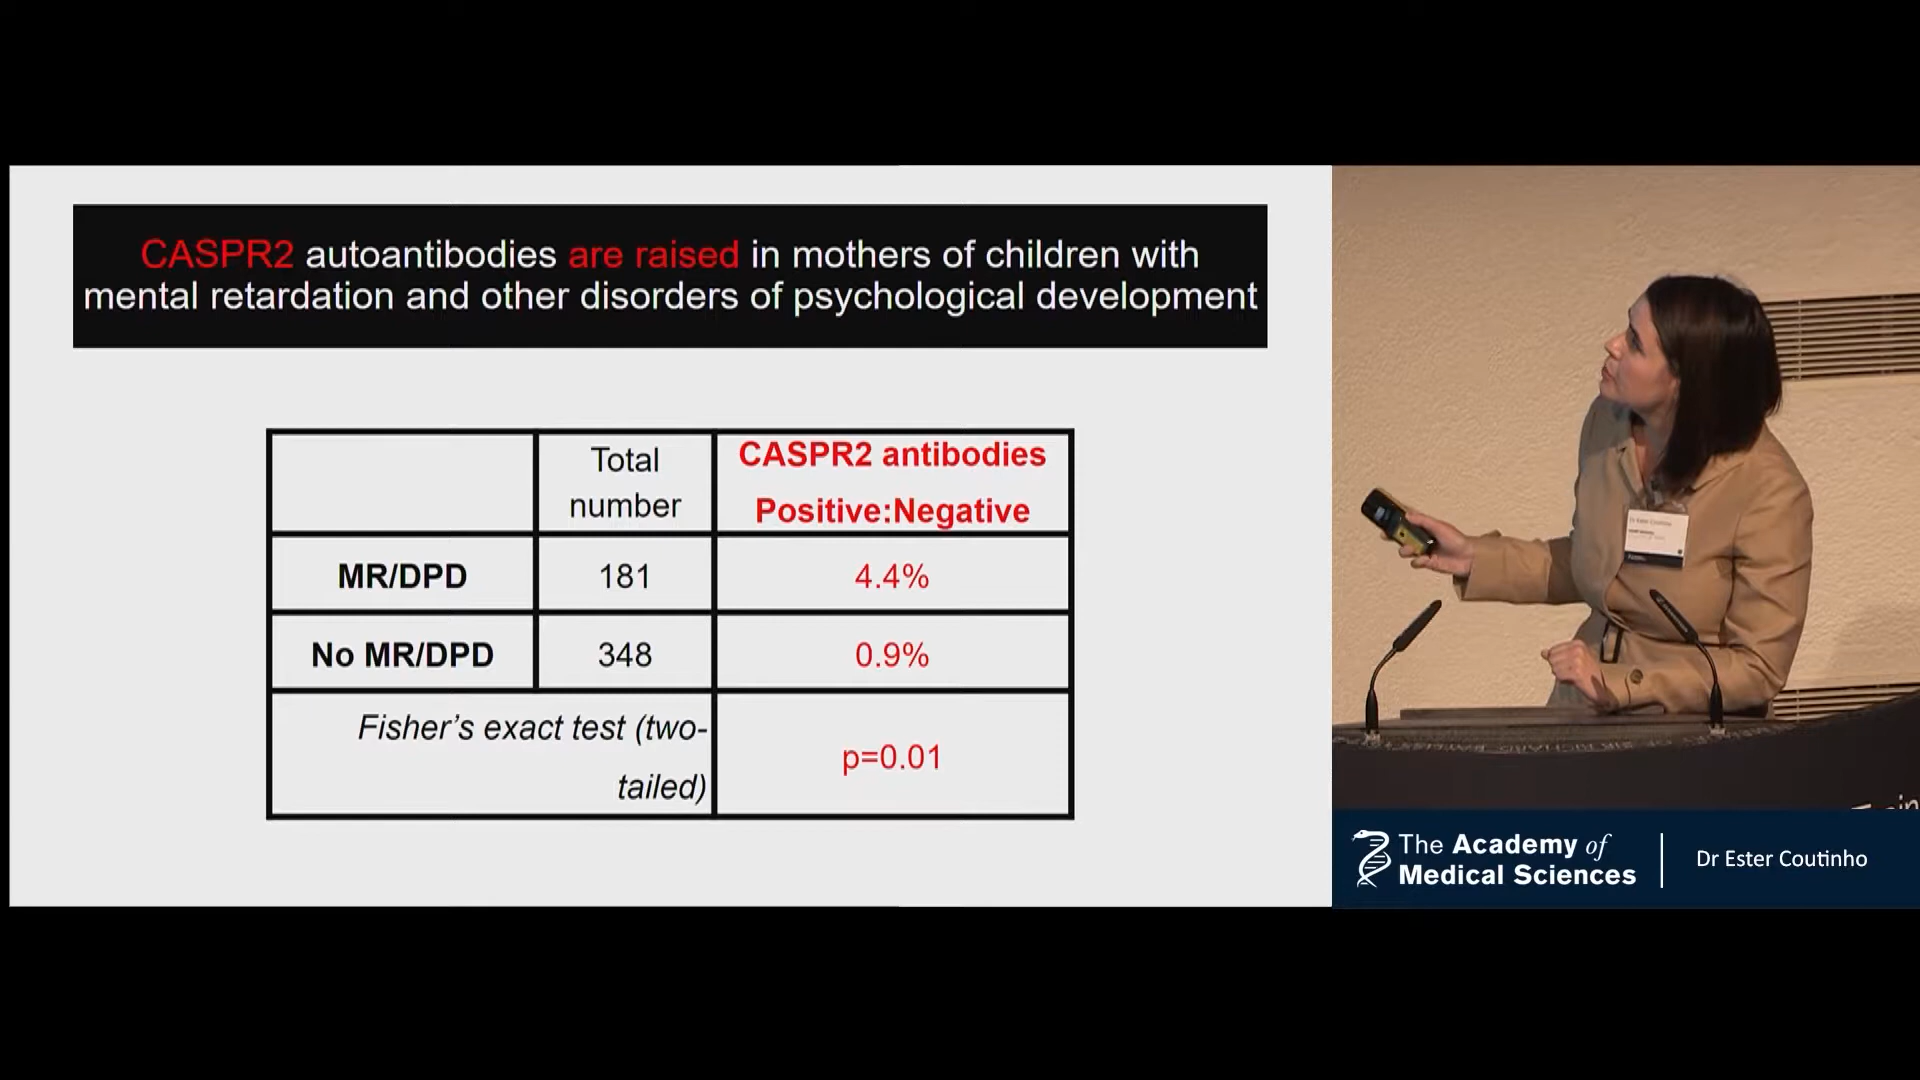 CASPR2 autoantibodies are raised in mothers of children with
mental retardation and other disorders of psychological development
Total
number
CASPR2 antibodies
Positive:Negative
MR/DPD
181
4.4%
No MR/DPD
348
0.9%
Fisher’s exact test (two-
tailed)
p=0.01
The Academy of
Medical Sciences
Dr Ester Coutinho